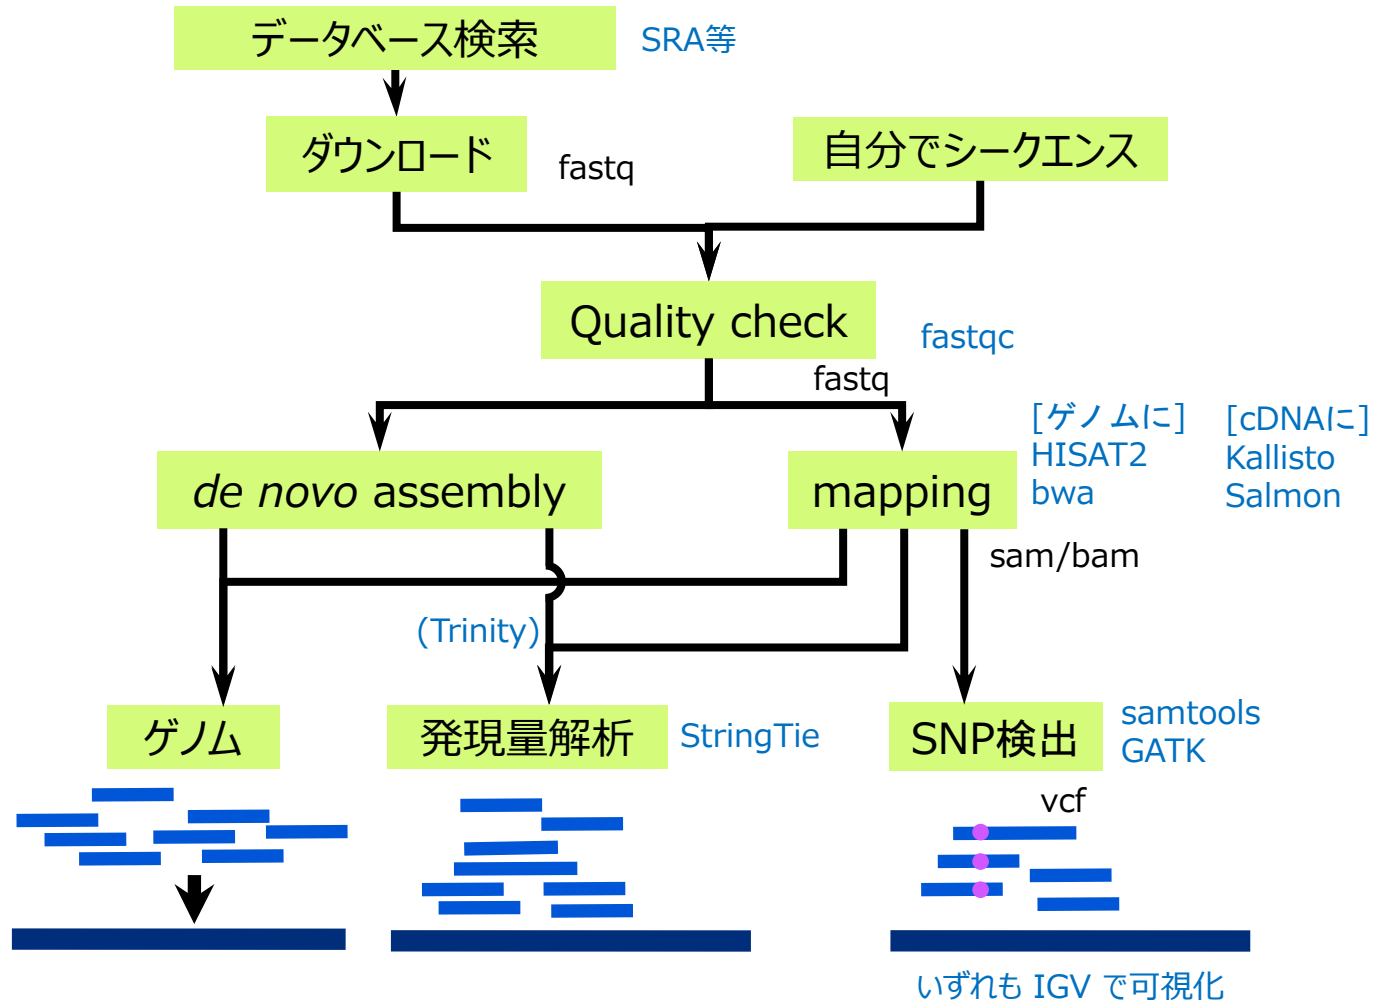 データベース検索
SRA等
ダウンロード
fastq
自分でシークエンス
Quality check
fastqc
fastq
[ゲノムに]
HISAT2
bwa
[cDNAに]
Kallisto
Salmon
de novo assembly
mapping
sam/bam
(Trinity)
ゲノム
発現量解析
StringTie
SNP検出
samtools
GATK
vcf
いずれも IGV で可視化